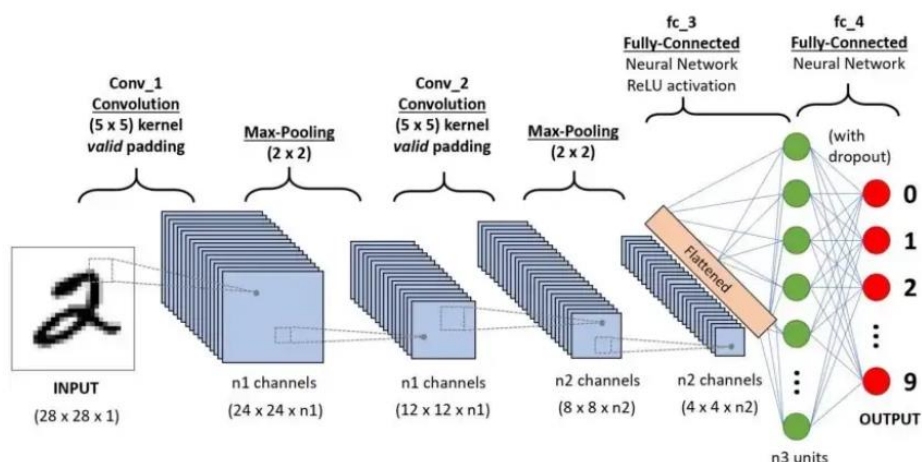 fc_3
Fully-Connected
Neural Network
ReLU activation
fc_4
Fully-Connected
Neural Network
Conv_1
Convolution
(5 x 5) kernel
valid padding
Max-Pooling
(2 x 2)
Conv_2
Convolution
(5 x 5) kernel
valid padding
Max-Pooling
(2 x 2)
(with
dropout)
Flattened
0
1
2
9
INPUT
(28 x 28 x 1)
n1 channels
(24 x 24 x n1)
n1 channels
(12 x 12 x n1)
n2 channels
(8 x 8 x n2)
n2 channels
(4 x 4 x n2)
OUTPUT
n3 units